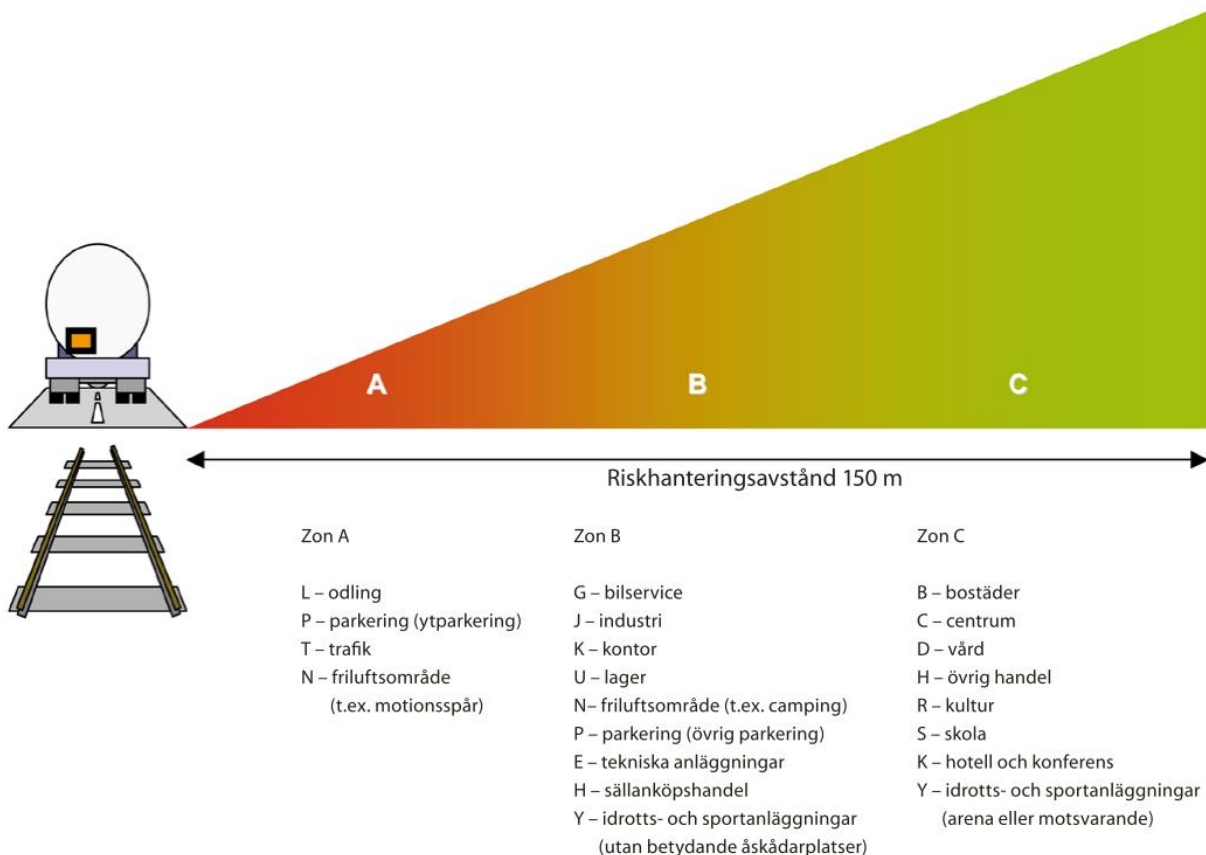 A
B
C
Riskhanteringsavstånd 150 m
Zon A
L – odling
P – parkering (ytparkering)
T – trafik
N – friluftsområde
(t.ex. motionsspår)
Zon B
G – bilservice
J – industri
K – kontor
U – lager
N– friluftsområde (t.ex. camping)
P – parkering (övrig parkering)
E – tekniska anläggningar
H – sällanköpshandel
Y – idrotts- och sportanläggningar
(utan betydande åskådarplatser)
Zon C
B – bostäder
C – centrum
D – vård
H – övrig handel
R – kultur
S – skola
K – hotell och konferens
Y – idrotts- och sportanläggningar
(arena eller motsvarande)